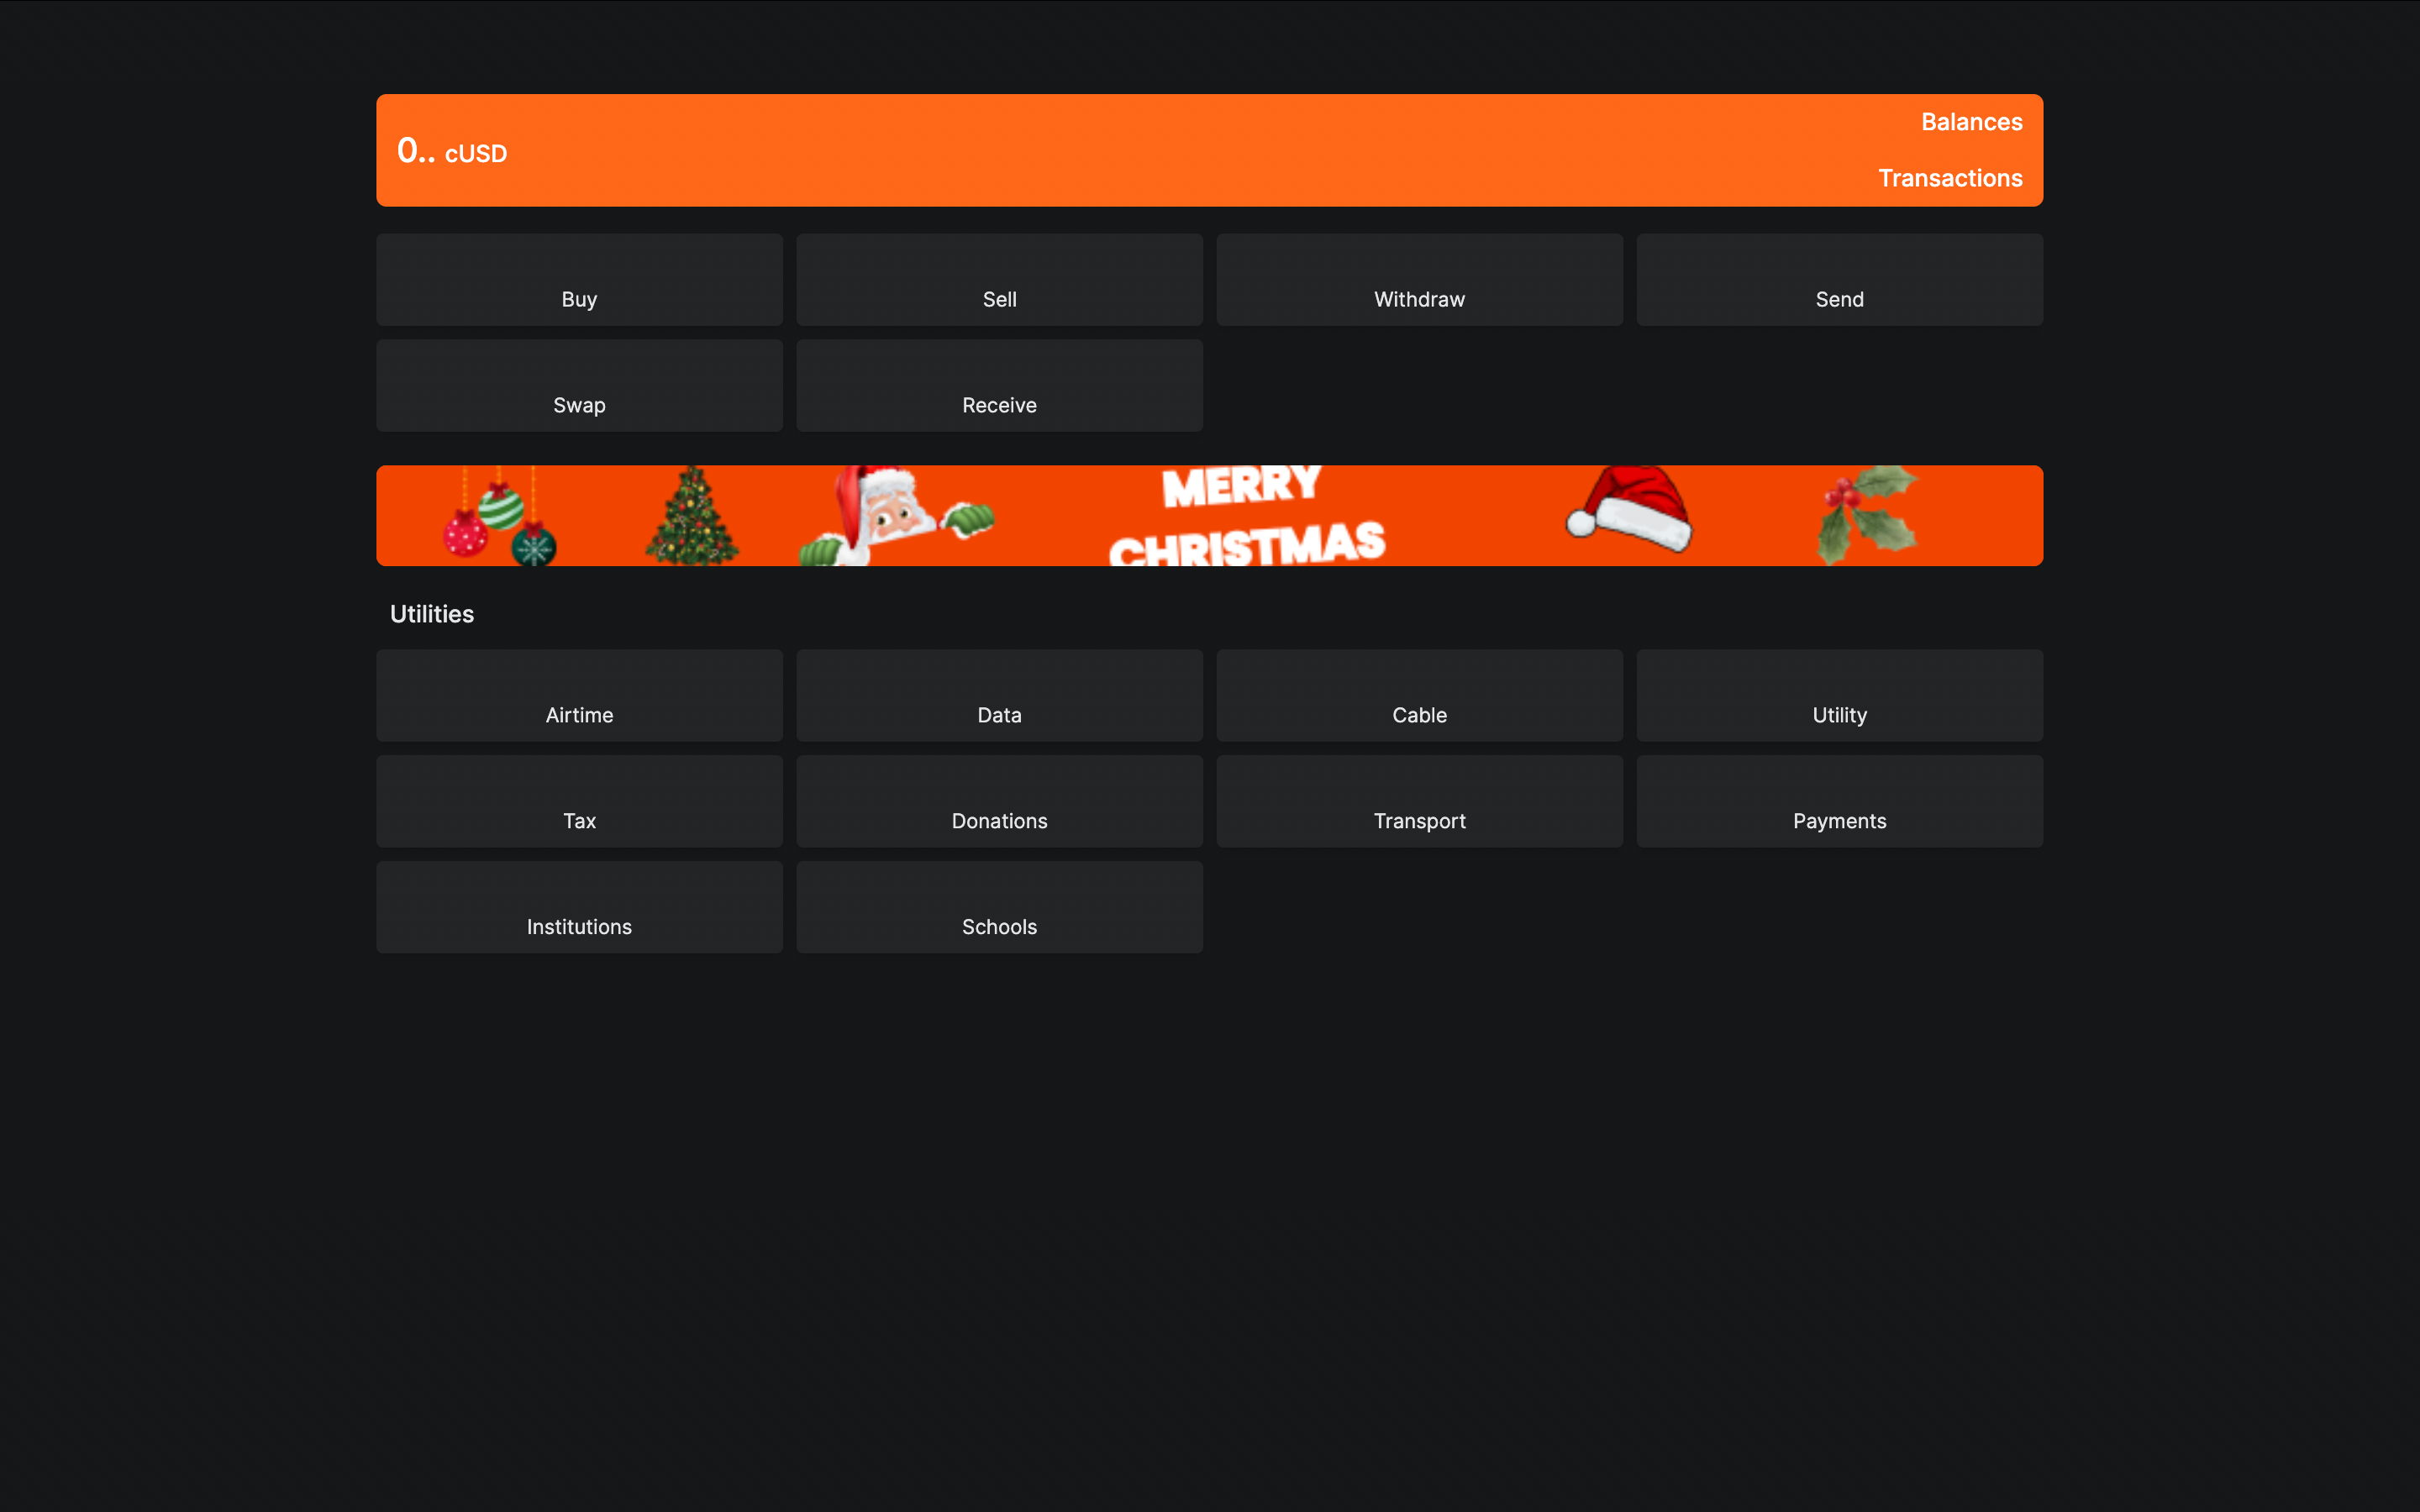 0.. cUSD
Balances
Transactions
Buy
Sell
Withdraw
Send
Swap
Receive
MERRY
CHRISTMAS
Utilities
Airtime
Data
Cable
Utility
Tax
Donations
Transport
Payments
Institutions
Schools